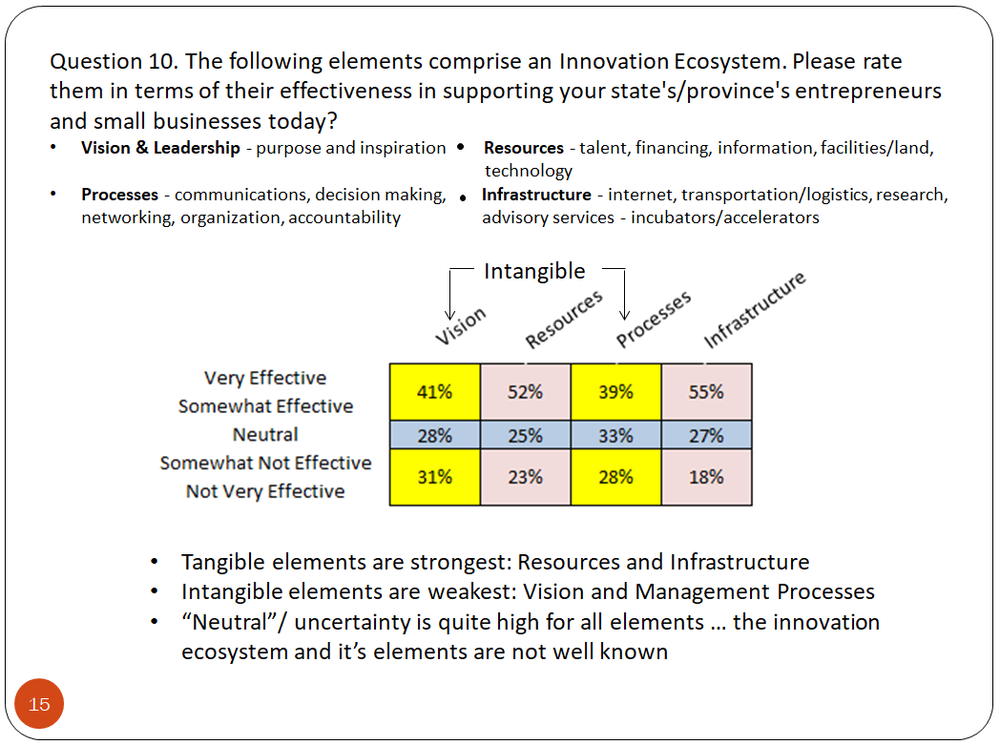 Question 10. The following elements comprise an Innovation Ecosystem. Please rate
them in terms of their effectiveness in supporting your state's/province's entrepreneurs
and small businesses today?
• Vision & Leadership - purpose and inspiration
• Resources - talent, financing, information, facilities/land,
technology
• Processes - communications, decision making,
networking, organization, accountability
• Infrastructure - internet, transportation/logistics, research,
advisory services - incubators/accelerators
Intangible
Vision Resources Processes Infrastructure
Very Effective
Somewhat Effective
41% 52% 39% 55%
Neutral 28% 25% 33% 27%
Somewhat Not Effective
Not Very Effective
31% 23% 28% 18%
• Tangible elements are strongest: Resources and Infrastructure
• Intangible elements are weakest: Vision and Management Processes
• “Neutral”/ uncertainty is quite high for all elements … the innovation
ecosystem and it’s elements are not well known
15